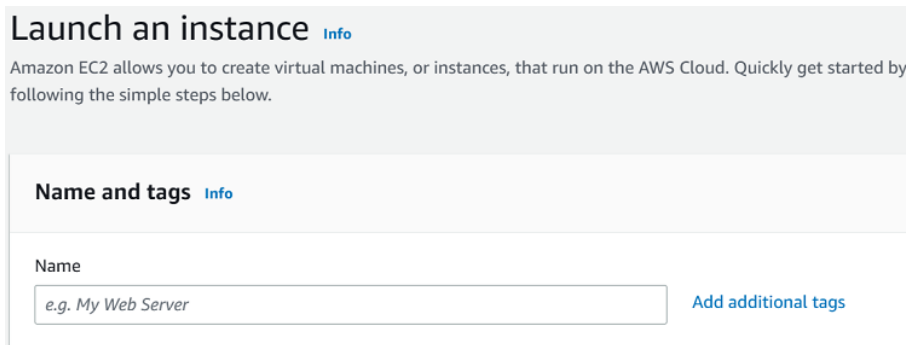 Launch an instance Info
Amazon EC2 allows you to create virtual machines, or instances, that run on the AWS Cloud. Quickly get started by
following the simple steps below.
Name and tags Info
Name
e.g. My Web Server
Add additional tags